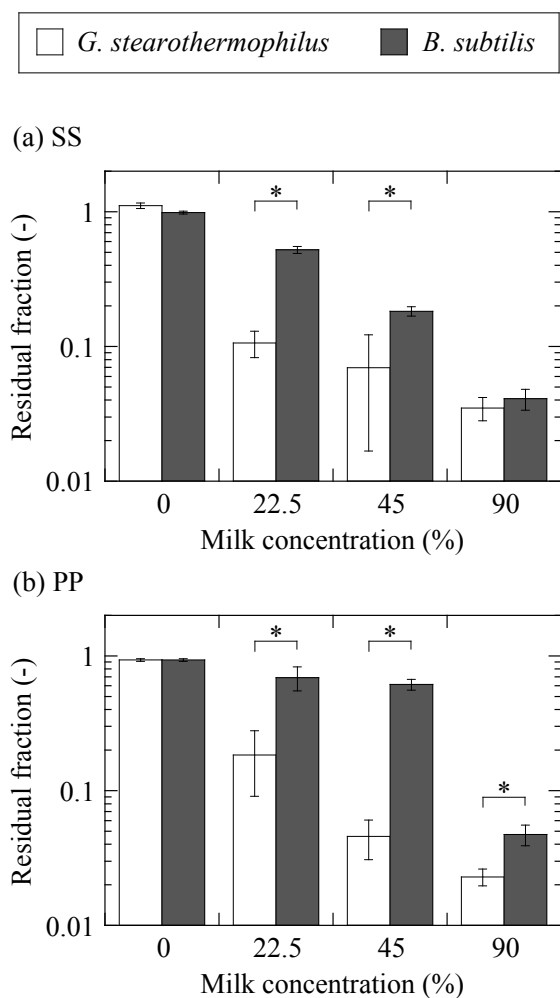 G. stearothermophilus B. subtilis
(a) SS
* *
1
0.1
0.01
Residual fraction (-)
0 22.5 45 90
Milk concentration (%)
(b) PP
* * *
1
0.1
0.01
Residual fraction (-)
0 22.5 45 90
Milk concentration (%)